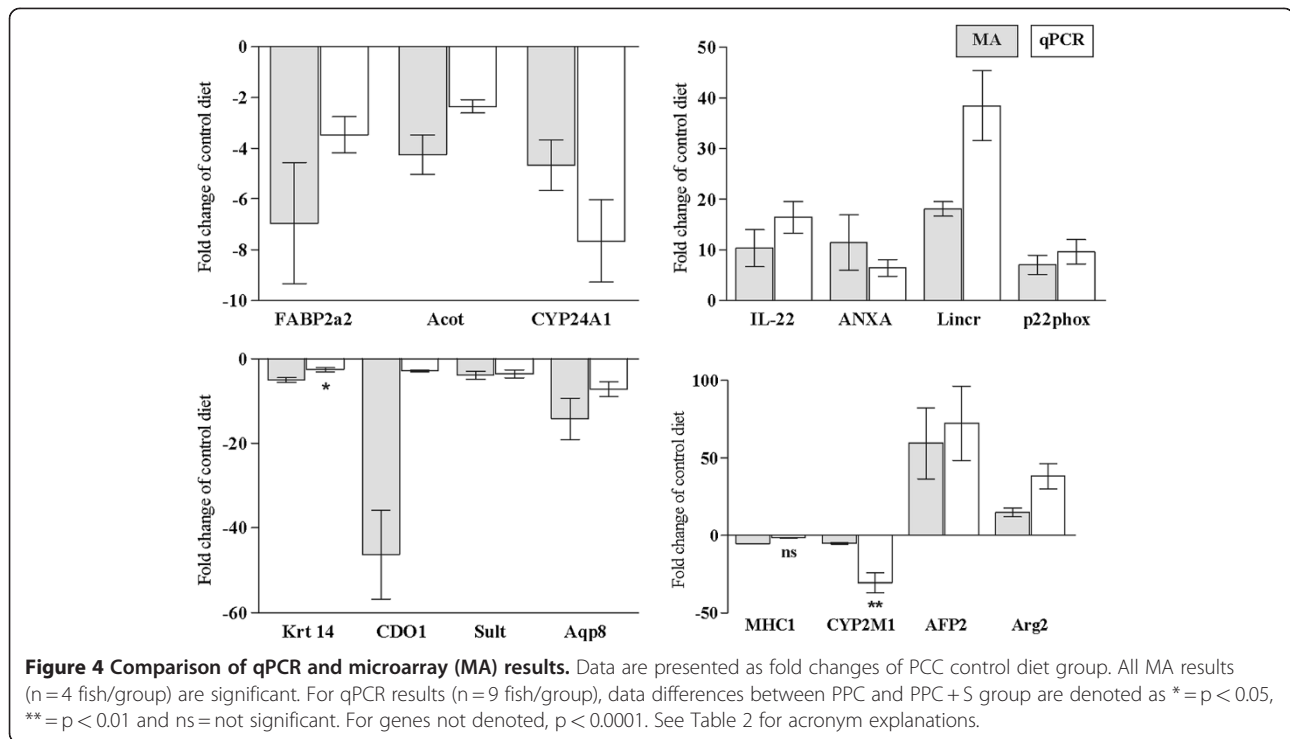 0
-2
-4
-6
-8
-10
Fold change of control diet
FABP2a2 Acot CYP24A1
MA qPCR
50
40
30
20
10
0
Fold change of control diet
IL-22 ANXA Lincr p22phox
0
-20
-40
-60
Fold change of control diet
*
Krt 14 CDO1 Sult Aqp8
100
50
0
-50
Fold change of control diet
ns
**
MHC1 CYP2M1 AFP2 Arg2
Figure 4 Comparison of qPCR and microarray (MA) results. Data are presented as fold changes of PCC control diet group. All MA results
(n = 4 fish/group) are significant. For qPCR results (n = 9 fish/group), data differences between PPC and PPC + S group are denoted as * = p < 0.05,
** = p < 0.01 and ns = not significant. For genes not denoted, p < 0.0001. See Table 2 for acronym explanations.